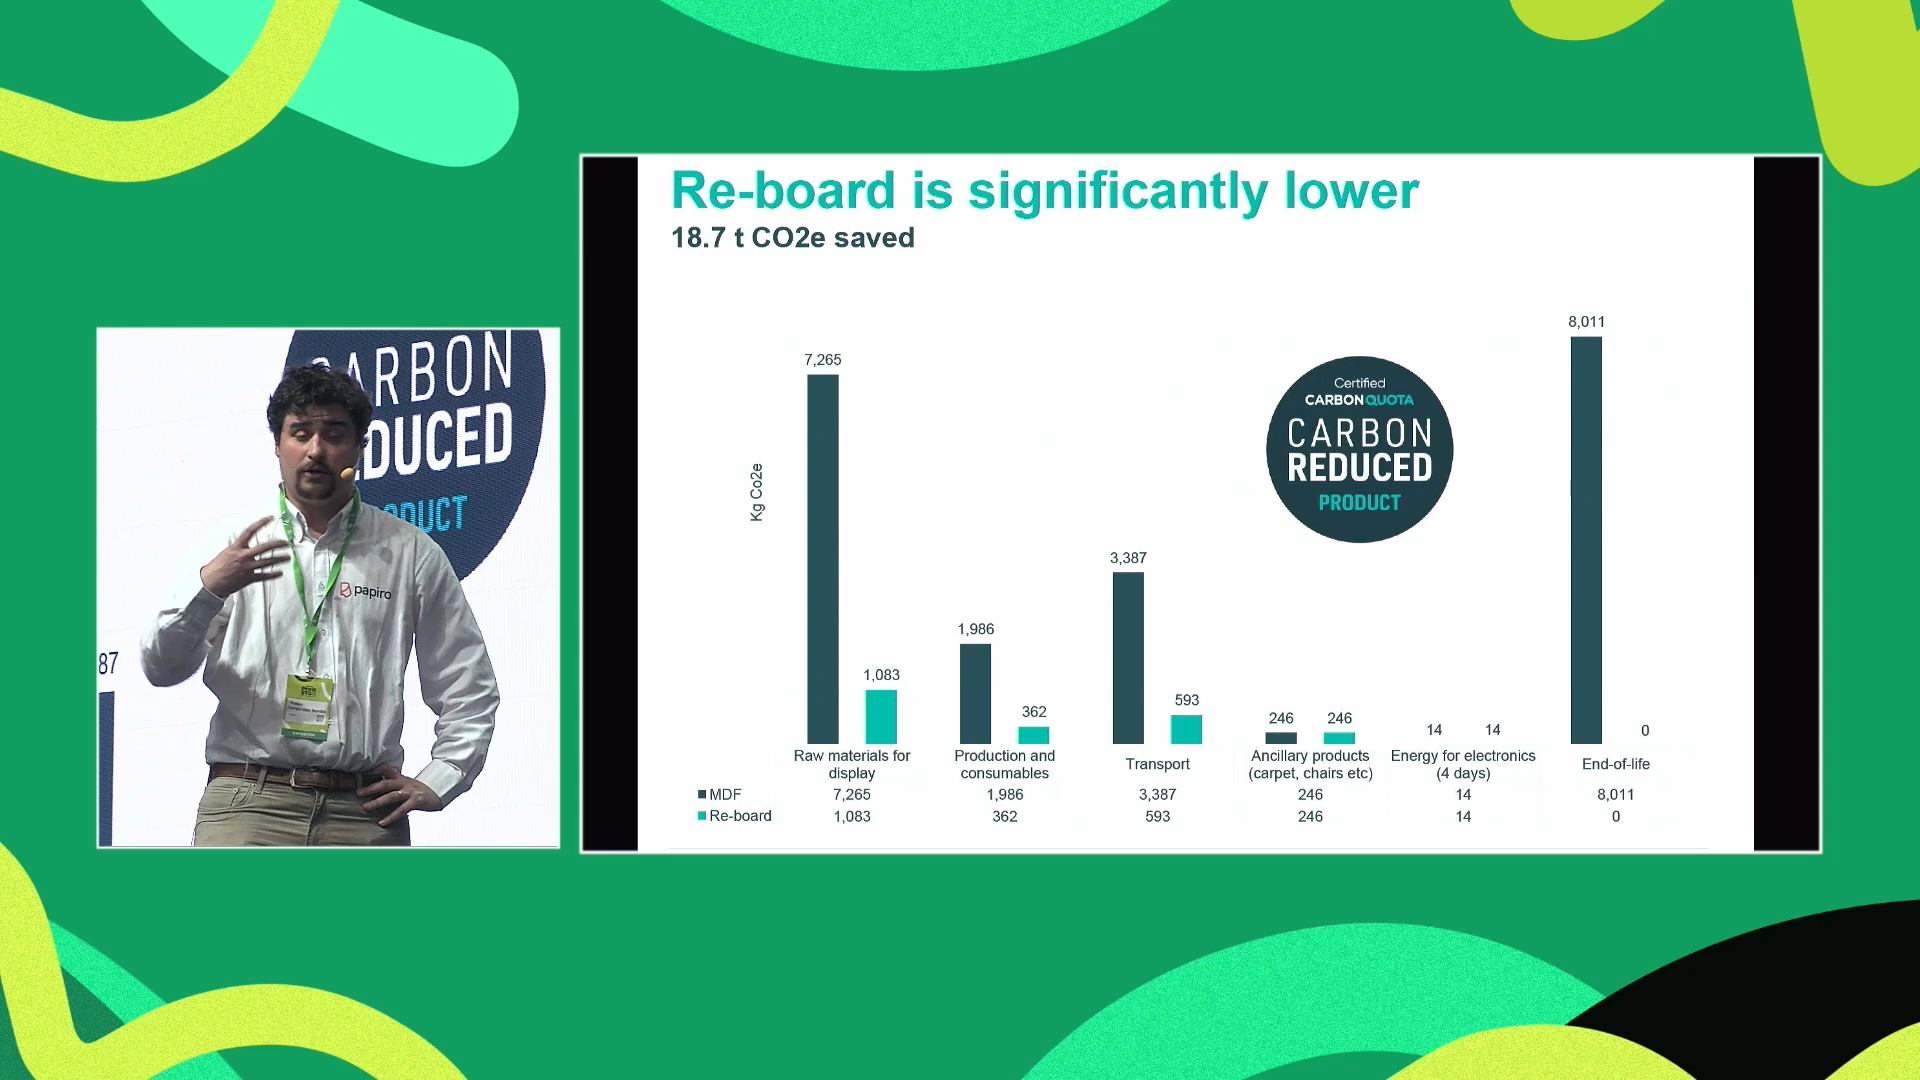 Re-board is significantly lower
18.7 t CO2e saved
Kg Co2e
7,265
1,083
1,986
362
3,387
593
246
246
14
14
8,011
0
Certified
CARBONQUOTA
CARBON
REDUCED
PRODUCT
Raw materials for display
Production and consumables
Transport
Ancillary products (carpet, chairs etc)
Energy for electronics (4 days)
End-of-life
MDF 7,265 1,986 3,387 246 14 8,011
Re-board 1,083 362 593 246 14 0
ARBON
DUCED
DUCT
papiro
87